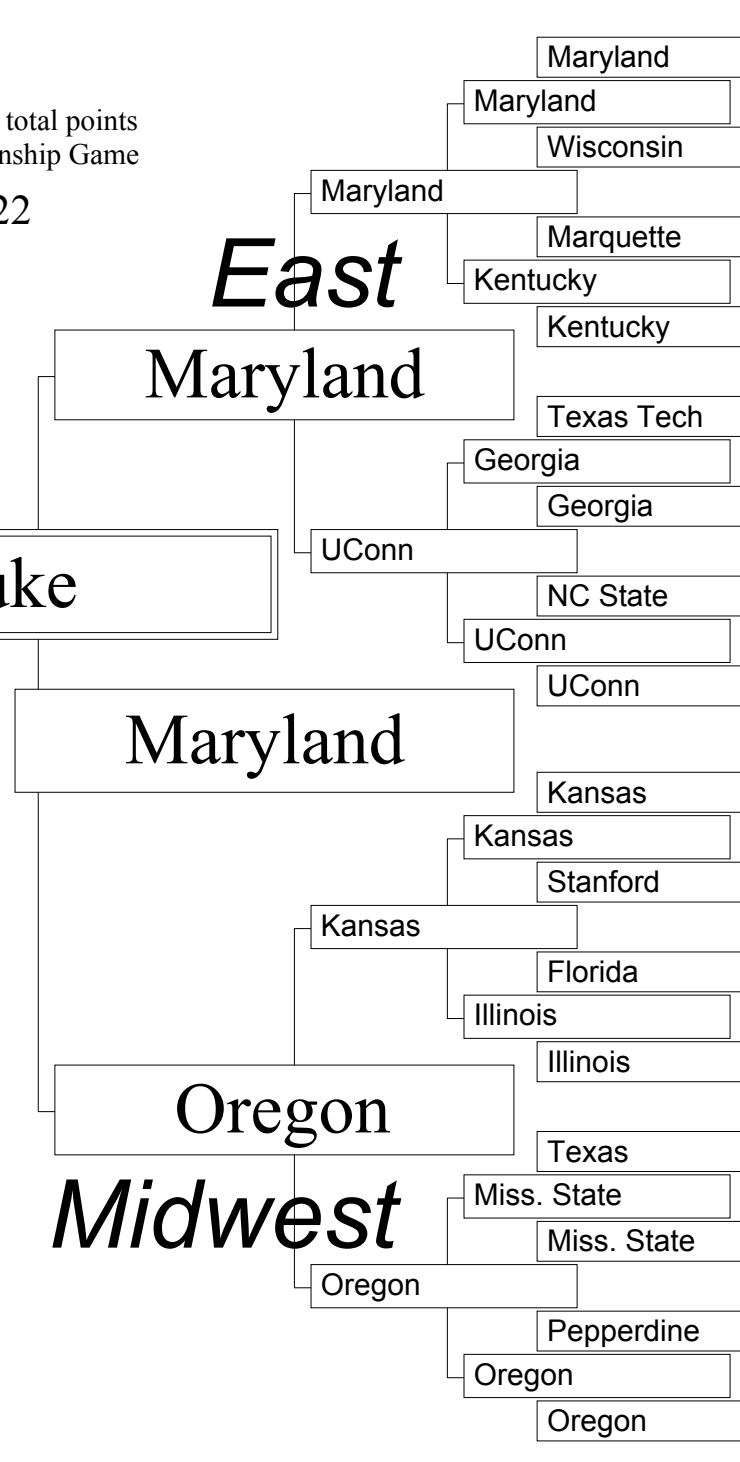 Maryland
Maryland
total points
nship Game
Wisconsin
Maryland
22
Marquette
East
Kentucky
Kentucky
Maryland
Texas Tech
Georgia
Georgia
UConn
uke
NC State
UConn
UConn
Maryland
Kansas
Kansas
Stanford
Kansas
Florida
Illinois
Illinois
Oregon
Texas
Miss. State
Midwest
Miss. State
Oregon
Pepperdine
Oregon
Oregon